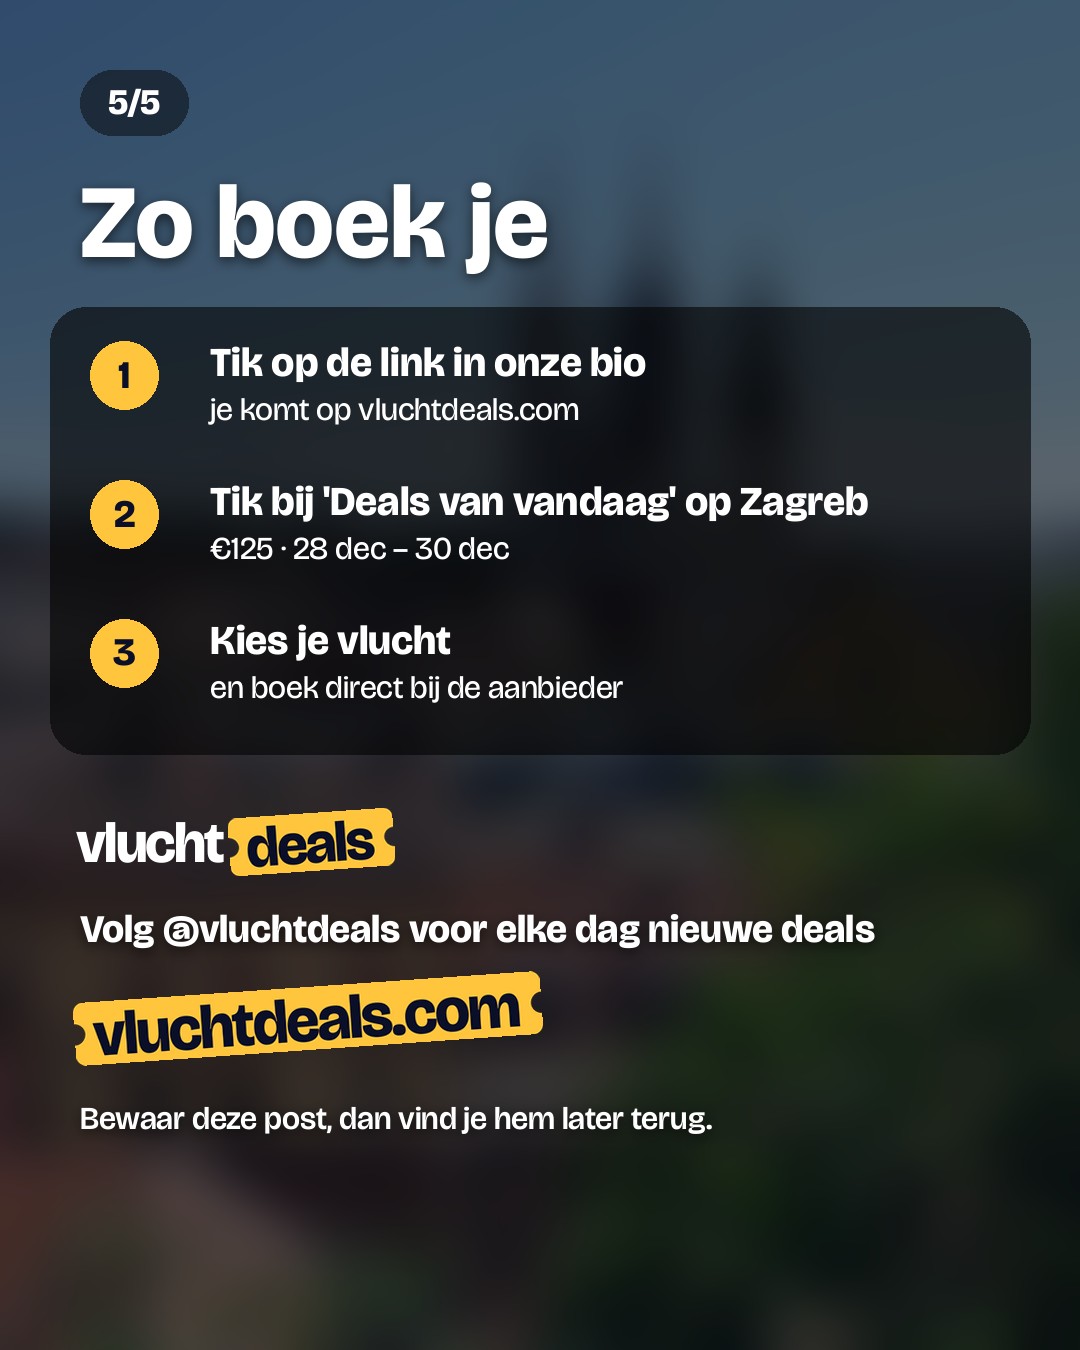 5/5
Zo boek je
1
Tik op de link in onze bio
je komt op vluchtdeals.com
2
Tik bij 'Deals van vandaag' op Zagreb
€125 · 28 dec – 30 dec
3
Kies je vlucht
en boek direct bij de aanbieder
vlucht deals
Volg @vluchtdeals voor elke dag nieuwe deals
vluchtdeals.com
Bewaar deze post, dan vind je hem later terug.